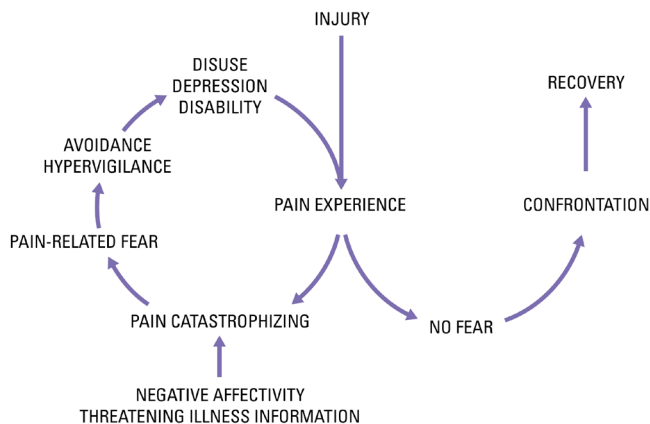 INJURY
DISUSE
DEPRESSION
DISABILITY
RECOVERY
AVOIDANCE
HYPERVIGILANCE
PAIN EXPERIENCE
CONFRONTATION
PAIN-RELATED FEAR
PAIN CATASTROPHIZING
NO FEAR
NEGATIVE AFFECTIVITY
THREATENING ILLNESS INFORMATION